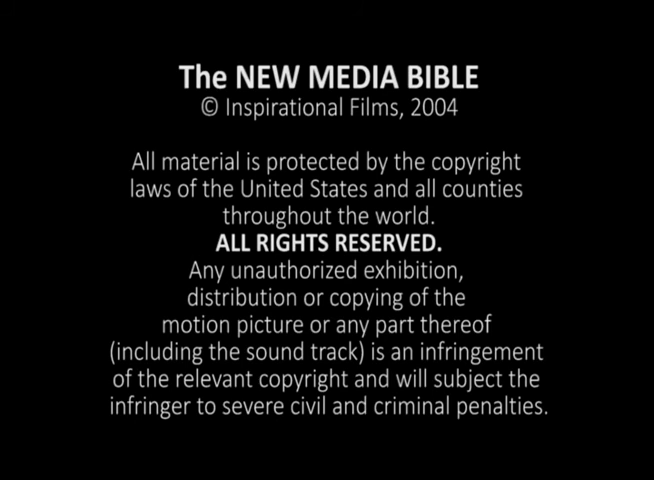 The NEW MEDIA BIBLE
© Inspirational Films, 2004
All material is protected by the copyright
laws of the United States and all counties
throughout the world.
ALL RIGHTS RESERVED.
Any unauthorized exhibition,
distribution or copying of the
motion picture or any part thereof
(including the sound track) is an infringement
of the relevant copyright and will subject the
infringer to severe civil and criminal penalties.